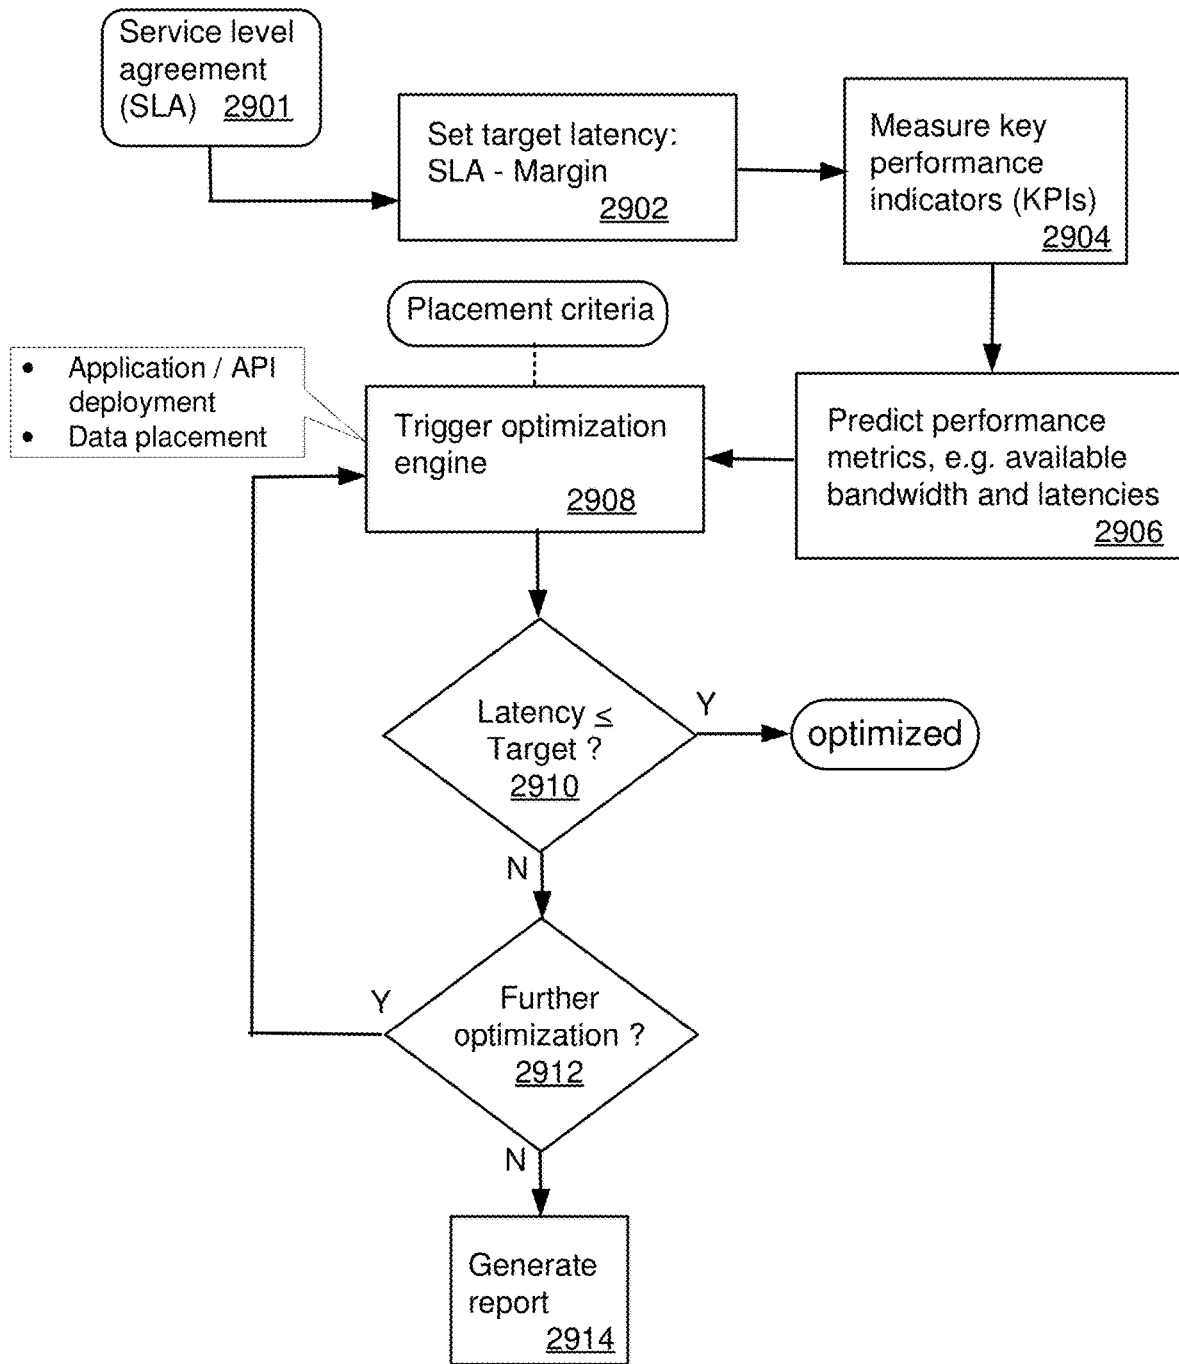 Service level
agreement
(SLA) 2901
Set target latency:
SLA - Margin
2902
Measure key
performance
indicators (KPIs)
2904
Placement criteria
• Application / API
deployment
• Data placement
Trigger optimization
engine
2908
Predict performance
metrics, e.g. available
bandwidth and latencies
2906
Latency ≤
Target ?
2910
Y
optimized
N
Further
optimization ?
2912
Y
N
Generate
report
2914